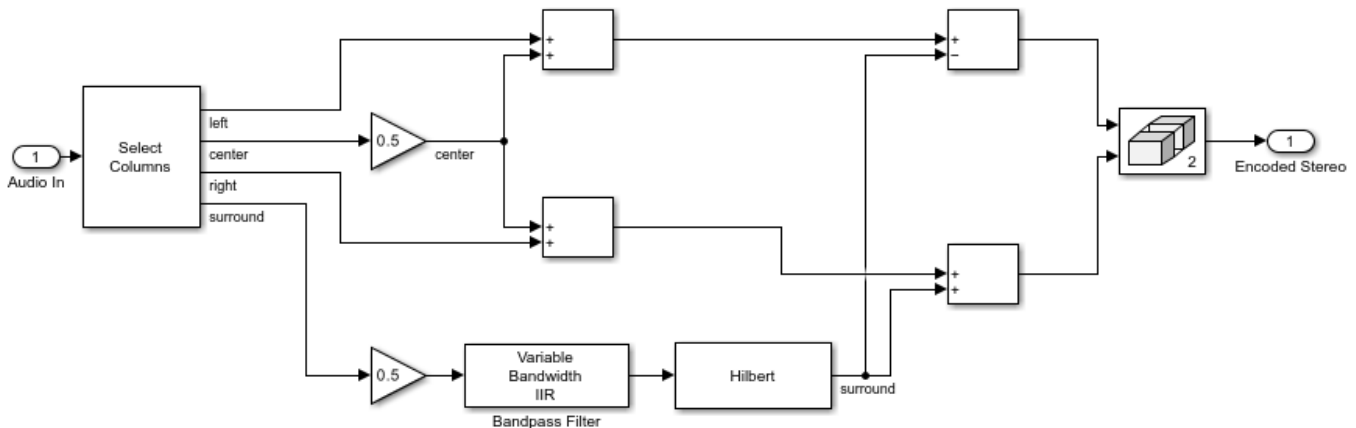 +
+
+
−
Select
Columns
left
center
right
surround
0.5
center
1
Audio In
2
1
Encoded Stereo
+
+
+
+
0.5
Variable
Bandwidth
IIR
Bandpass Filter
Hilbert
surround